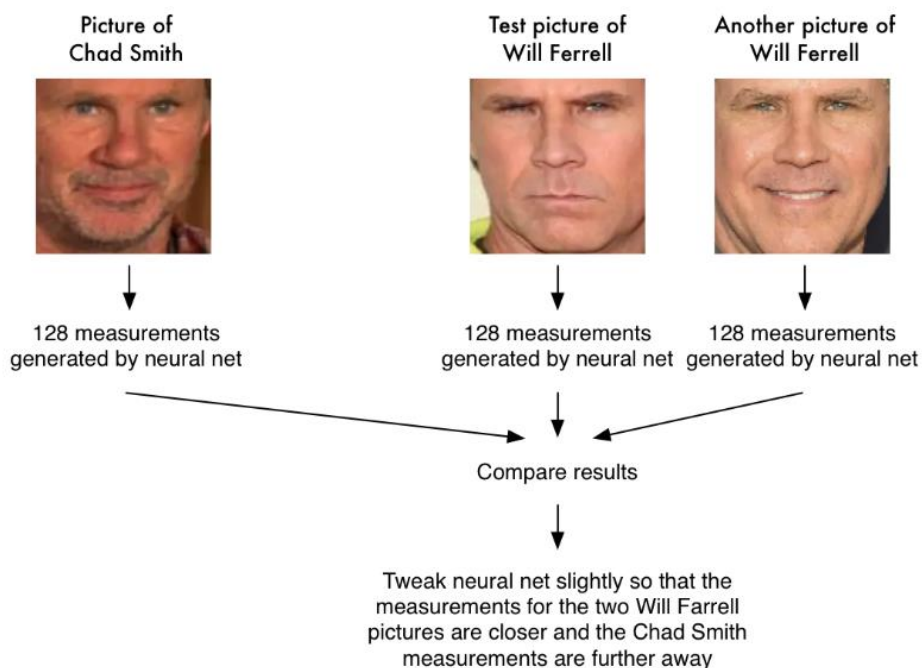 Picture of
Chad Smith
Test picture of
Will Ferrell
Another picture of
Will Ferrell
128 measurements
generated by neural net
128 measurements
generated by neural net
128 measurements
generated by neural net
Compare results
Tweak neural net slightly so that the
measurements for the two Will Farrell
pictures are closer and the Chad Smith
measurements are further away